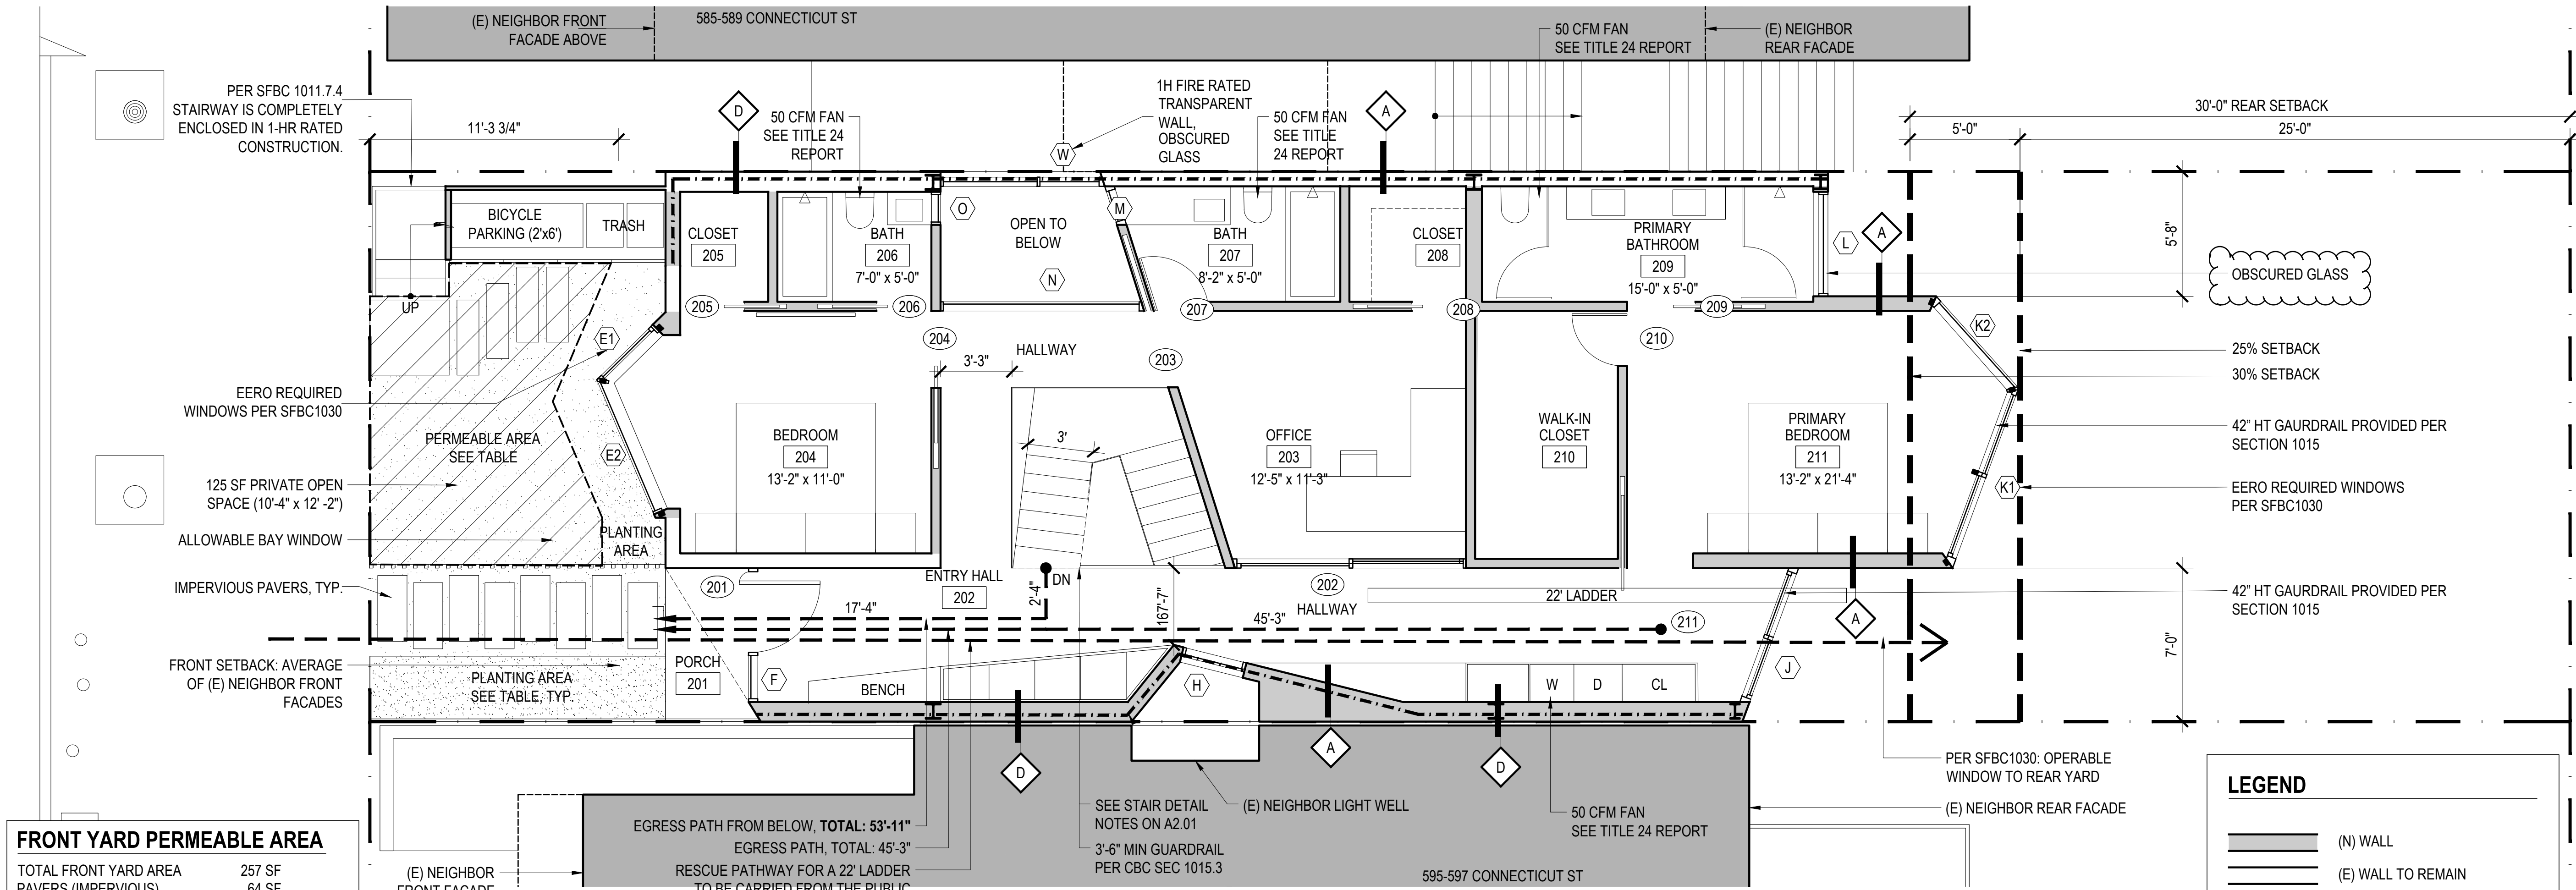 (E) NEIGHBOR FRONT
FACADE ABOVE
585-589 CONNECTICUT ST
50 CFM FAN
SEE TITLE 24 REPORT
(E) NEIGHBOR
REAR FACADE
PER SFBC 1011.7.4
STAIRWAY IS COMPLETELY
ENCLOSED IN 1-HR RATED
CONSTRUCTION.
11'-3 3/4"
D
50 CFM FAN
SEE TITLE 24
REPORT
1H FIRE RATED
TRANSPARENT
WALL,
OBSCURED
GLASS
W
50 CFM FAN
SEE TITLE
24 REPORT
A
30'-0" REAR SETBACK
5'-0"
25'-0"
BICYCLE
PARKING (2'x6')
TRASH
CLOSET
205
BATH
206
7'-0" x 5'-0"
O
OPEN TO
BELOW
N
M
BATH
207
8'-2" x 5'-0"
CLOSET
208
PRIMARY
BATHROOM
209
15'-0" x 5'-0"
L
A
5'-8"
OBSCURED GLASS
UP
205
206
207
208
209
E1
204
3'-3"
HALLWAY
203
210
K2
25% SETBACK
30% SETBACK
EERO REQUIRED
WINDOWS PER SFBC1030
PERMEABLE AREA
SEE TABLE
E2
BEDROOM
204
13'-2" x 11'-0"
3'
OFFICE
203
12'-5" x 11'-3"
WALK-IN
CLOSET
210
PRIMARY
BEDROOM
211
13'-2" x 21'-4"
42" HT GAURDRAIL PROVIDED PER
SECTION 1015
125 SF PRIVATE OPEN
SPACE (10'-4" x 12' -2")
K1
EERO REQUIRED WINDOWS
PER SFBC1030
ALLOWABLE BAY WINDOW
PLANTING
AREA
IMPERVIOUS PAVERS, TYP.
201
ENTRY HALL
202
DN
2'-4"
17'-4"
167'-7"
202
HALLWAY
45'-3"
22' LADDER
211
A
42" HT GAURDRAIL PROVIDED PER
SECTION 1015
7'-0"
FRONT SETBACK: AVERAGE
OF (E) NEIGHBOR FRONT
FACADES
PLANTING AREA
SEE TABLE, TYP.
PORCH
201
F
BENCH
H
W
D
CL
J
D
A
D
PER SFBC1030: OPERABLE
WINDOW TO REAR YARD
(E) NEIGHBOR REAR FACADE
SEE STAIR DETAIL
NOTES ON A2.01
(E) NEIGHBOR LIGHT WELL
3'-6" MIN GUARDRAIL
PER CBC SEC 1015.3
50 CFM FAN
SEE TITLE 24 REPORT
595-597 CONNECTICUT ST
EGRESS PATH FROM BELOW, TOTAL: 53'-11"
EGRESS PATH, TOTAL: 45'-3"
RESCUE PATHWAY FOR A 22' LADDER
TO BE CARRIED FROM THE PUBLIC
(E) NEIGHBOR
FRONT FACADE
FRONT YARD PERMEABLE AREA
TOTAL FRONT YARD AREA 257 SF
PAVERS (IMPERVIOUS) 64 SF
LEGEND
(N) WALL
(E) WALL TO REMAIN